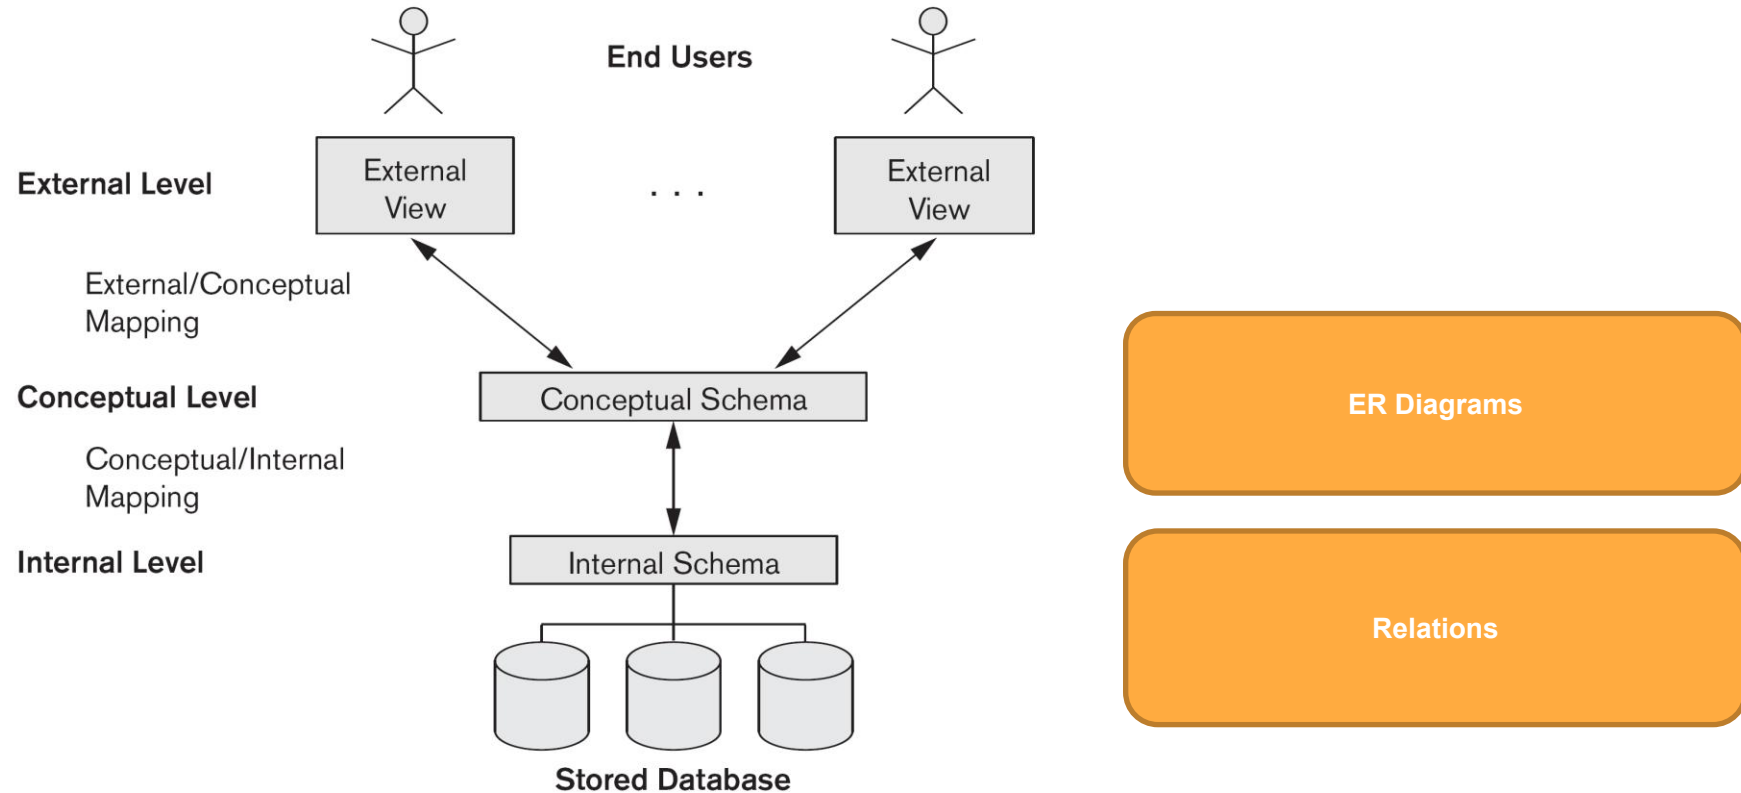 End Users
External Level
External
View
. . .
External
View
External/Conceptual
Mapping
Conceptual Level
Conceptual Schema
ER Diagrams
Conceptual/Internal
Mapping
Internal Level
Internal Schema
Relations
Stored Database